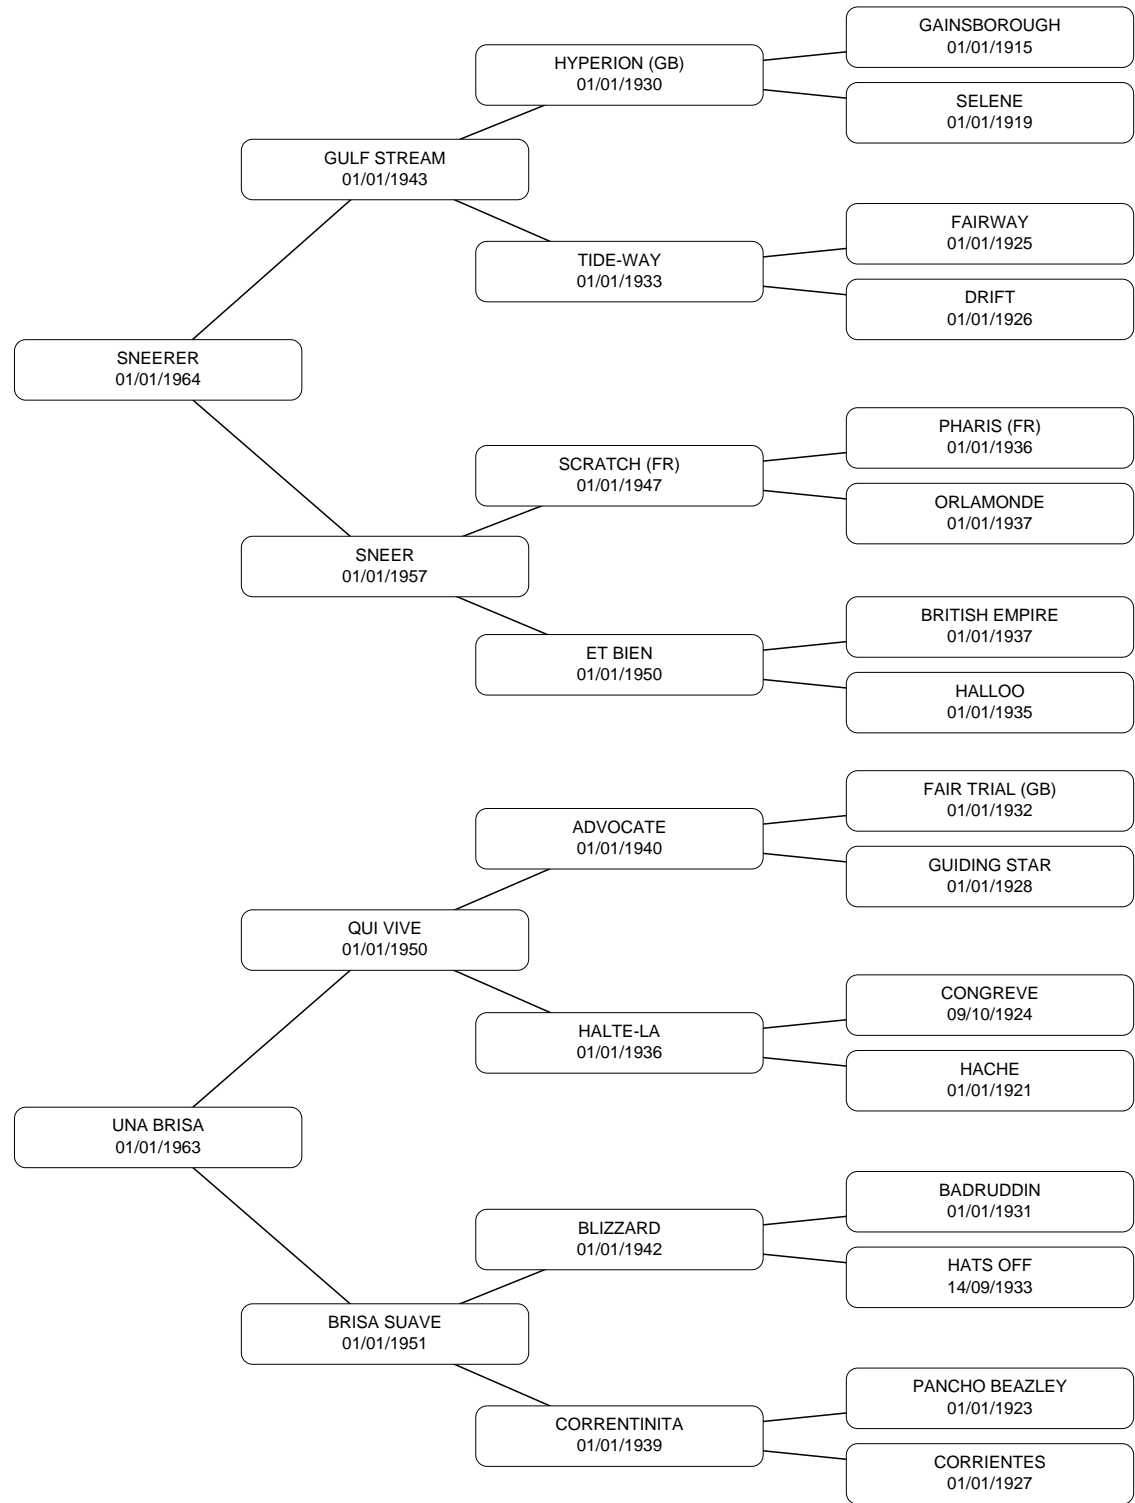 GAINSBOROUGH
01/01/1915
HYPERION (GB)
01/01/1930
SELENE
01/01/1919
GULF STREAM
01/01/1943
FAIRWAY
01/01/1925
TIDE-WAY
01/01/1933
DRIFT
01/01/1926
SNEERER
01/01/1964
PHARIS (FR)
01/01/1936
SCRATCH (FR)
01/01/1947
ORLAMONDE
01/01/1937
SNEER
01/01/1957
BRITISH EMPIRE
01/01/1937
ET BIEN
01/01/1950
HALLOO
01/01/1935
FAIR TRIAL (GB)
01/01/1932
ADVOCATE
01/01/1940
GUIDING STAR
01/01/1928
QUI VIVE
01/01/1950
CONGREVE
09/10/1924
HALTE-LA
01/01/1936
HACHE
01/01/1921
UNA BRISA
01/01/1963
BADRUDDIN
01/01/1931
BLIZZARD
01/01/1942
HATS OFF
14/09/1933
BRISA SUAVE
01/01/1951
PANCHO BEAZLEY
01/01/1923
CORRENTINITA
01/01/1939
CORRIENTES
01/01/1927